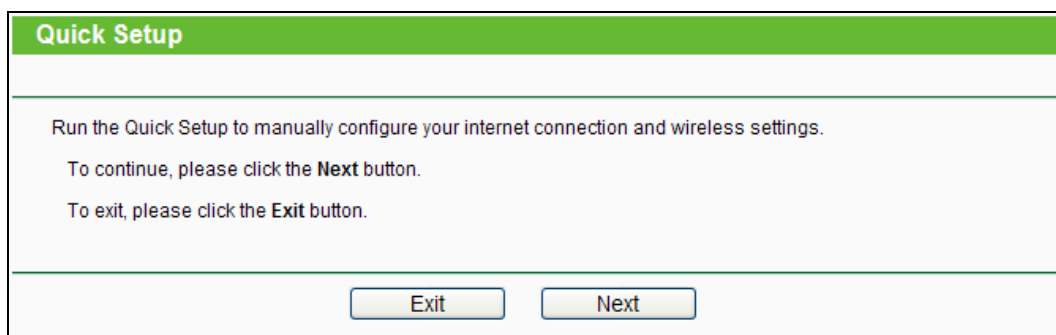 Quick Setup
Run the Quick Setup to manually configure your internet connection and wireless settings.
To continue, please click the Next button.
To exit, please click the Exit button.
Exit Next